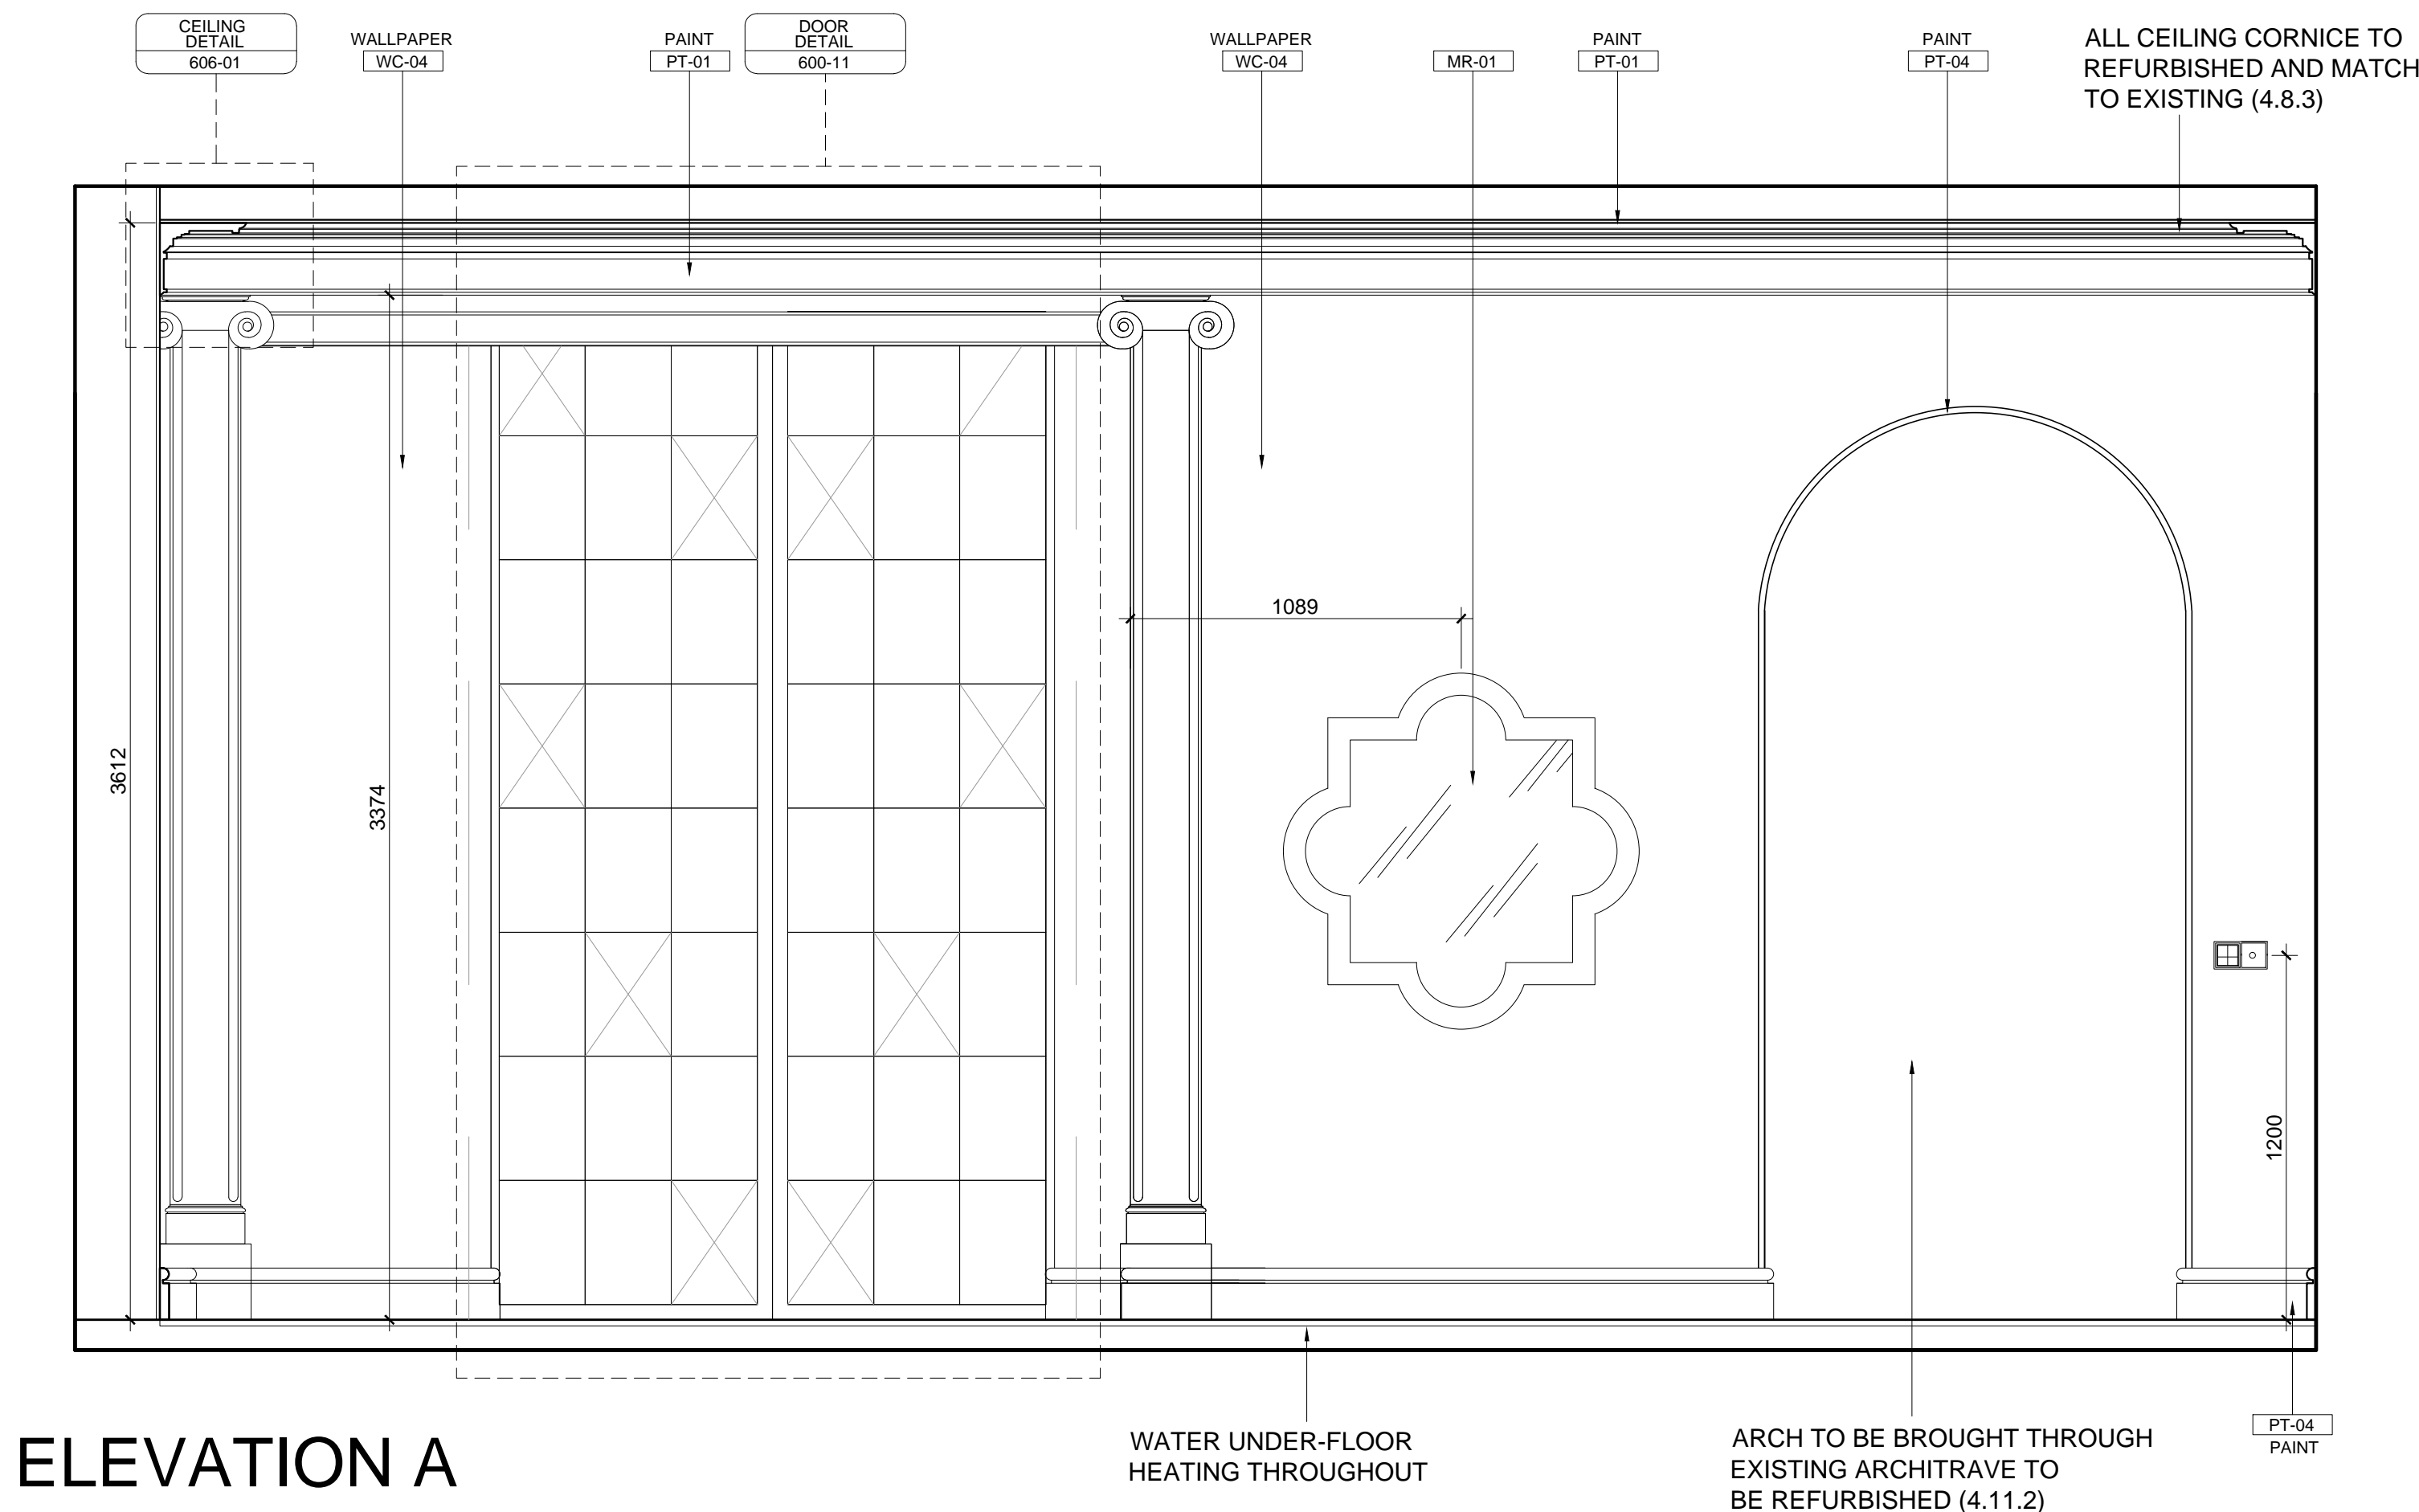 CEILING
DETAIL
606-01
WALLPAPER
WC-04
PAINT
PT-01
DOOR
DETAIL
600-11
WALLPAPER
WC-04
MR-01
PAINT
PT-01
PAINT
PT-04
ALL CEILING CORNICE TO
REFURBISHED AND MATCH
TO EXISTING (4.8.3)
1089
3612
3374
1200
ELEVATION A
WATER UNDER-FLOOR
HEATING THROUGHOUT
ARCH TO BE BROUGHT THROUGH
EXISTING ARCHITRAVE TO
BE REFURBISHED (4.11.2)
PT-04
PAINT